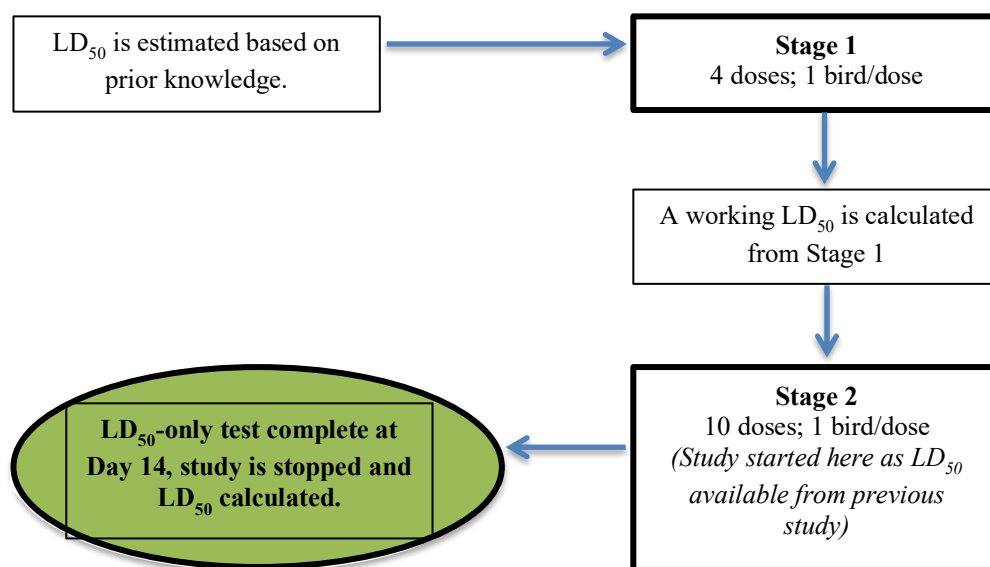 LD₅₀ is estimated based on
prior knowledge.
Stage 1
4 doses; 1 bird/dose
A working LD₅₀ is calculated
from Stage 1
Stage 2
10 doses; 1 bird/dose
(Study started here as LD₅₀
available from previous
study)
LD₅₀-only test complete at
Day 14, study is stopped and
LD₅₀ calculated.